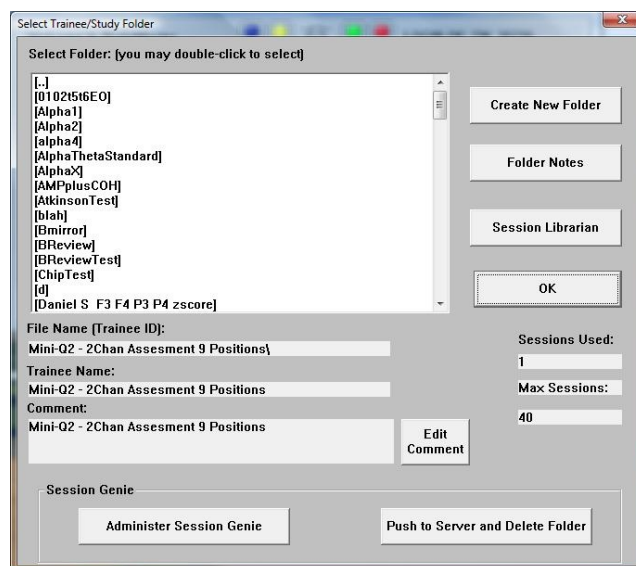 Select Trainee/Study Folder
Select Folder: (you may double-click to select)
[..]
[0102t5t6EO]
[Alpha1]
[Alpha2]
[alpha4]
[AlphaThetaStandard]
[AlphaX]
[AMPplusCOH]
[AtkinsonTest]
[blah]
[Bmirror]
[BReview]
[BReviewTest]
[ChipTest]
[d]
[Daniel S F3 F4 P3 P4 zscore]
Create New Folder
Folder Notes
Session Librarian
OK
File Name (Trainee ID):
Mini-Q2 - 2Chan Assesment 9 Positions\
Trainee Name:
Mini-Q2 - 2Chan Assesment 9 Positions
Comment:
Mini-Q2 - 2Chan Assesment 9 Positions
Edit
Comment
Sessions Used:
1
Max Sessions:
40
Session Genie
Administer Session Genie
Push to Server and Delete Folder